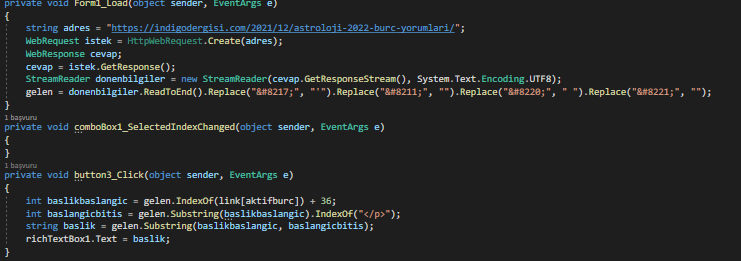 private void Form1_Load(object sender, EventArgs e)
{
string adres = "https://indigodergisi.com/2021/12/astroloji-2022-burc-yorumlari/";
WebRequest istek = HttpWebRequest.Create(adres);
WebResponse cevap;
cevap = istek.GetResponse();
StreamReader donenbilgiler = new StreamReader(cevap.GetResponseStream(), System.Text.Encoding.UTF8);
gelen = donenbilgiler.ReadToEnd().Replace("&#8217;", "'").Replace("&#8211;", "").Replace("&#8220;", " ").Replace("&#8221;", "");
}
1 başvuru
private void comboBox1_SelectedIndexChanged(object sender, EventArgs e)
{
}
1 başvuru
private void button3_Click(object sender, EventArgs e)
{
int baslikbaslangic = gelen.IndexOf(link[aktifburc]) + 36;
int baslangicbitis = gelen.Substring(baslikbaslangic).IndexOf("</p>");
string baslik = gelen.Substring(baslikbaslangic, baslangicbitis);
richTextBox1.Text = baslik;
}